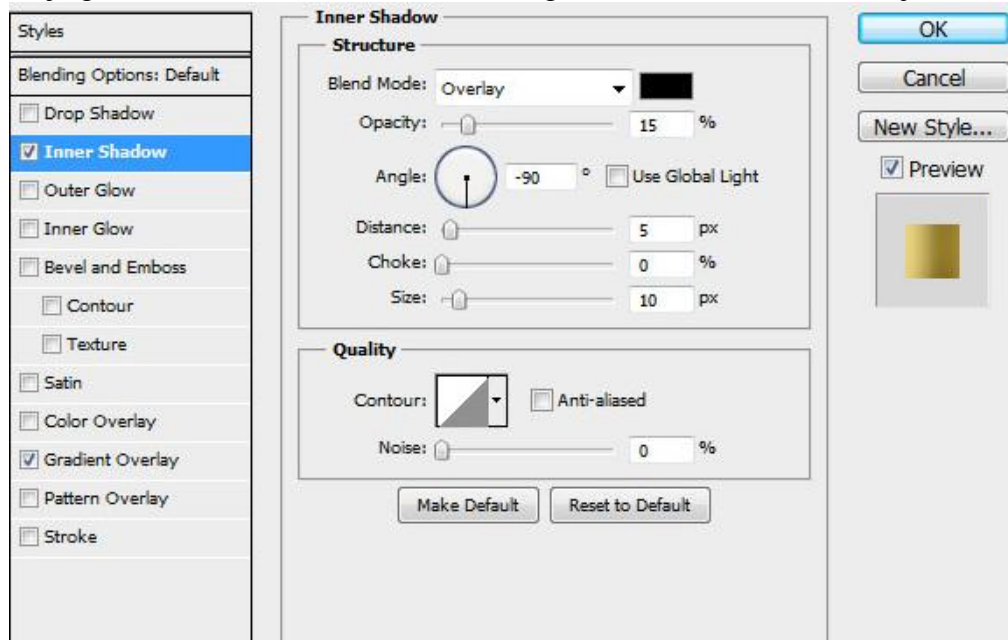 Styles
Blending Options: Default
Drop Shadow
Inner Shadow
Outer Glow
Inner Glow
Bevel and Emboss
Contour
Texture
Satin
Color Overlay
Gradient Overlay
Pattern Overlay
Stroke
Inner Shadow
Structure
Blend Mode: Overlay
Opacity: 15 %
Angle: -90 ° Use Global Light
Distance: 5 px
Choke: 0 %
Size: 10 px
Quality
Contour: Anti-aliased
Noise: 0 %
Make Default Reset to Default
OK
Cancel
New Style...
Preview